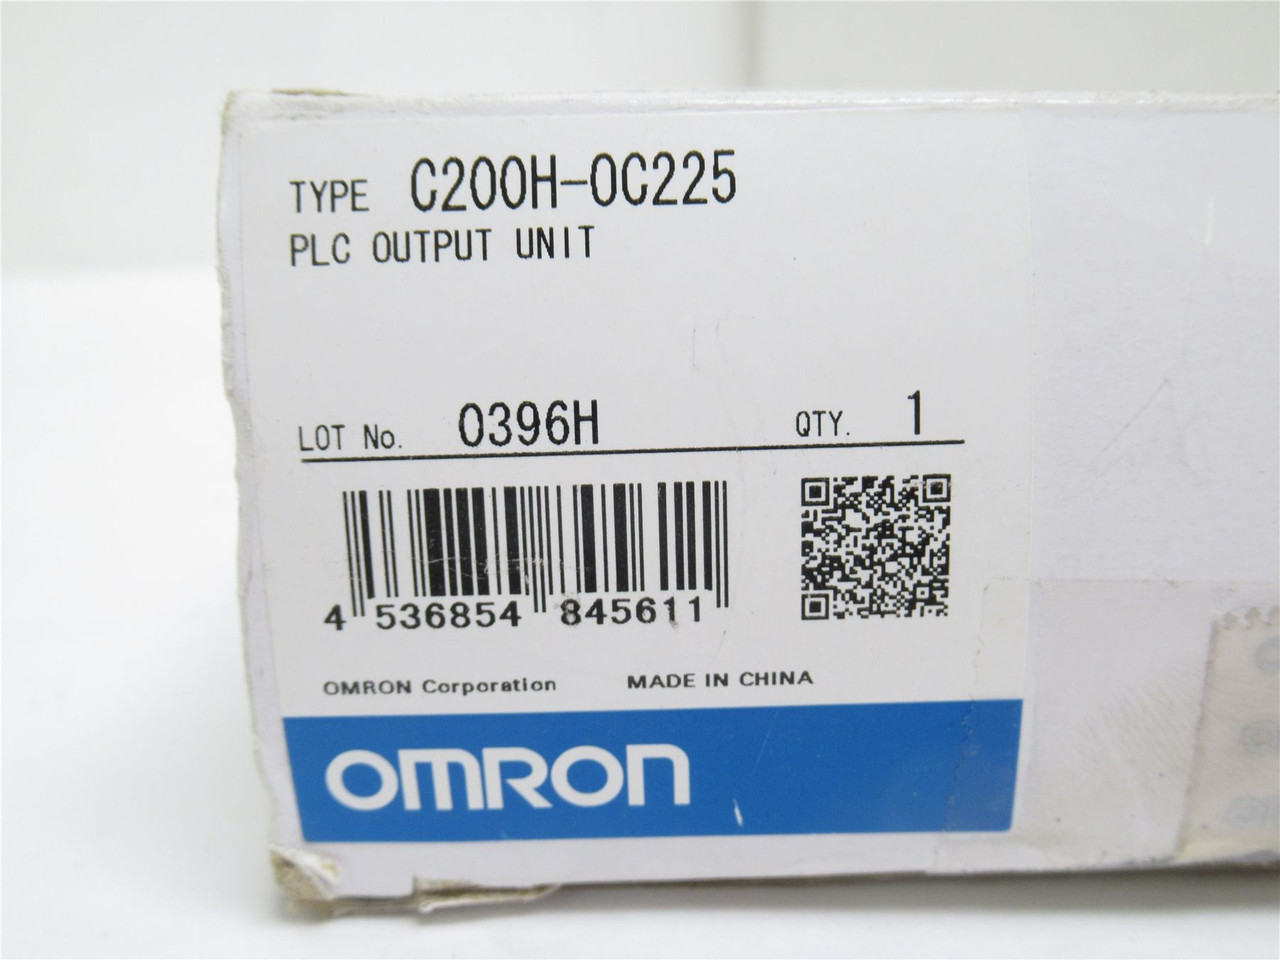 TYPE C200H-OC225
PLC OUTPUT UNIT
LOT No. 0396H QTY. 1
4 536854 845611
OMRON Corporation MADE IN CHINA
OMRON